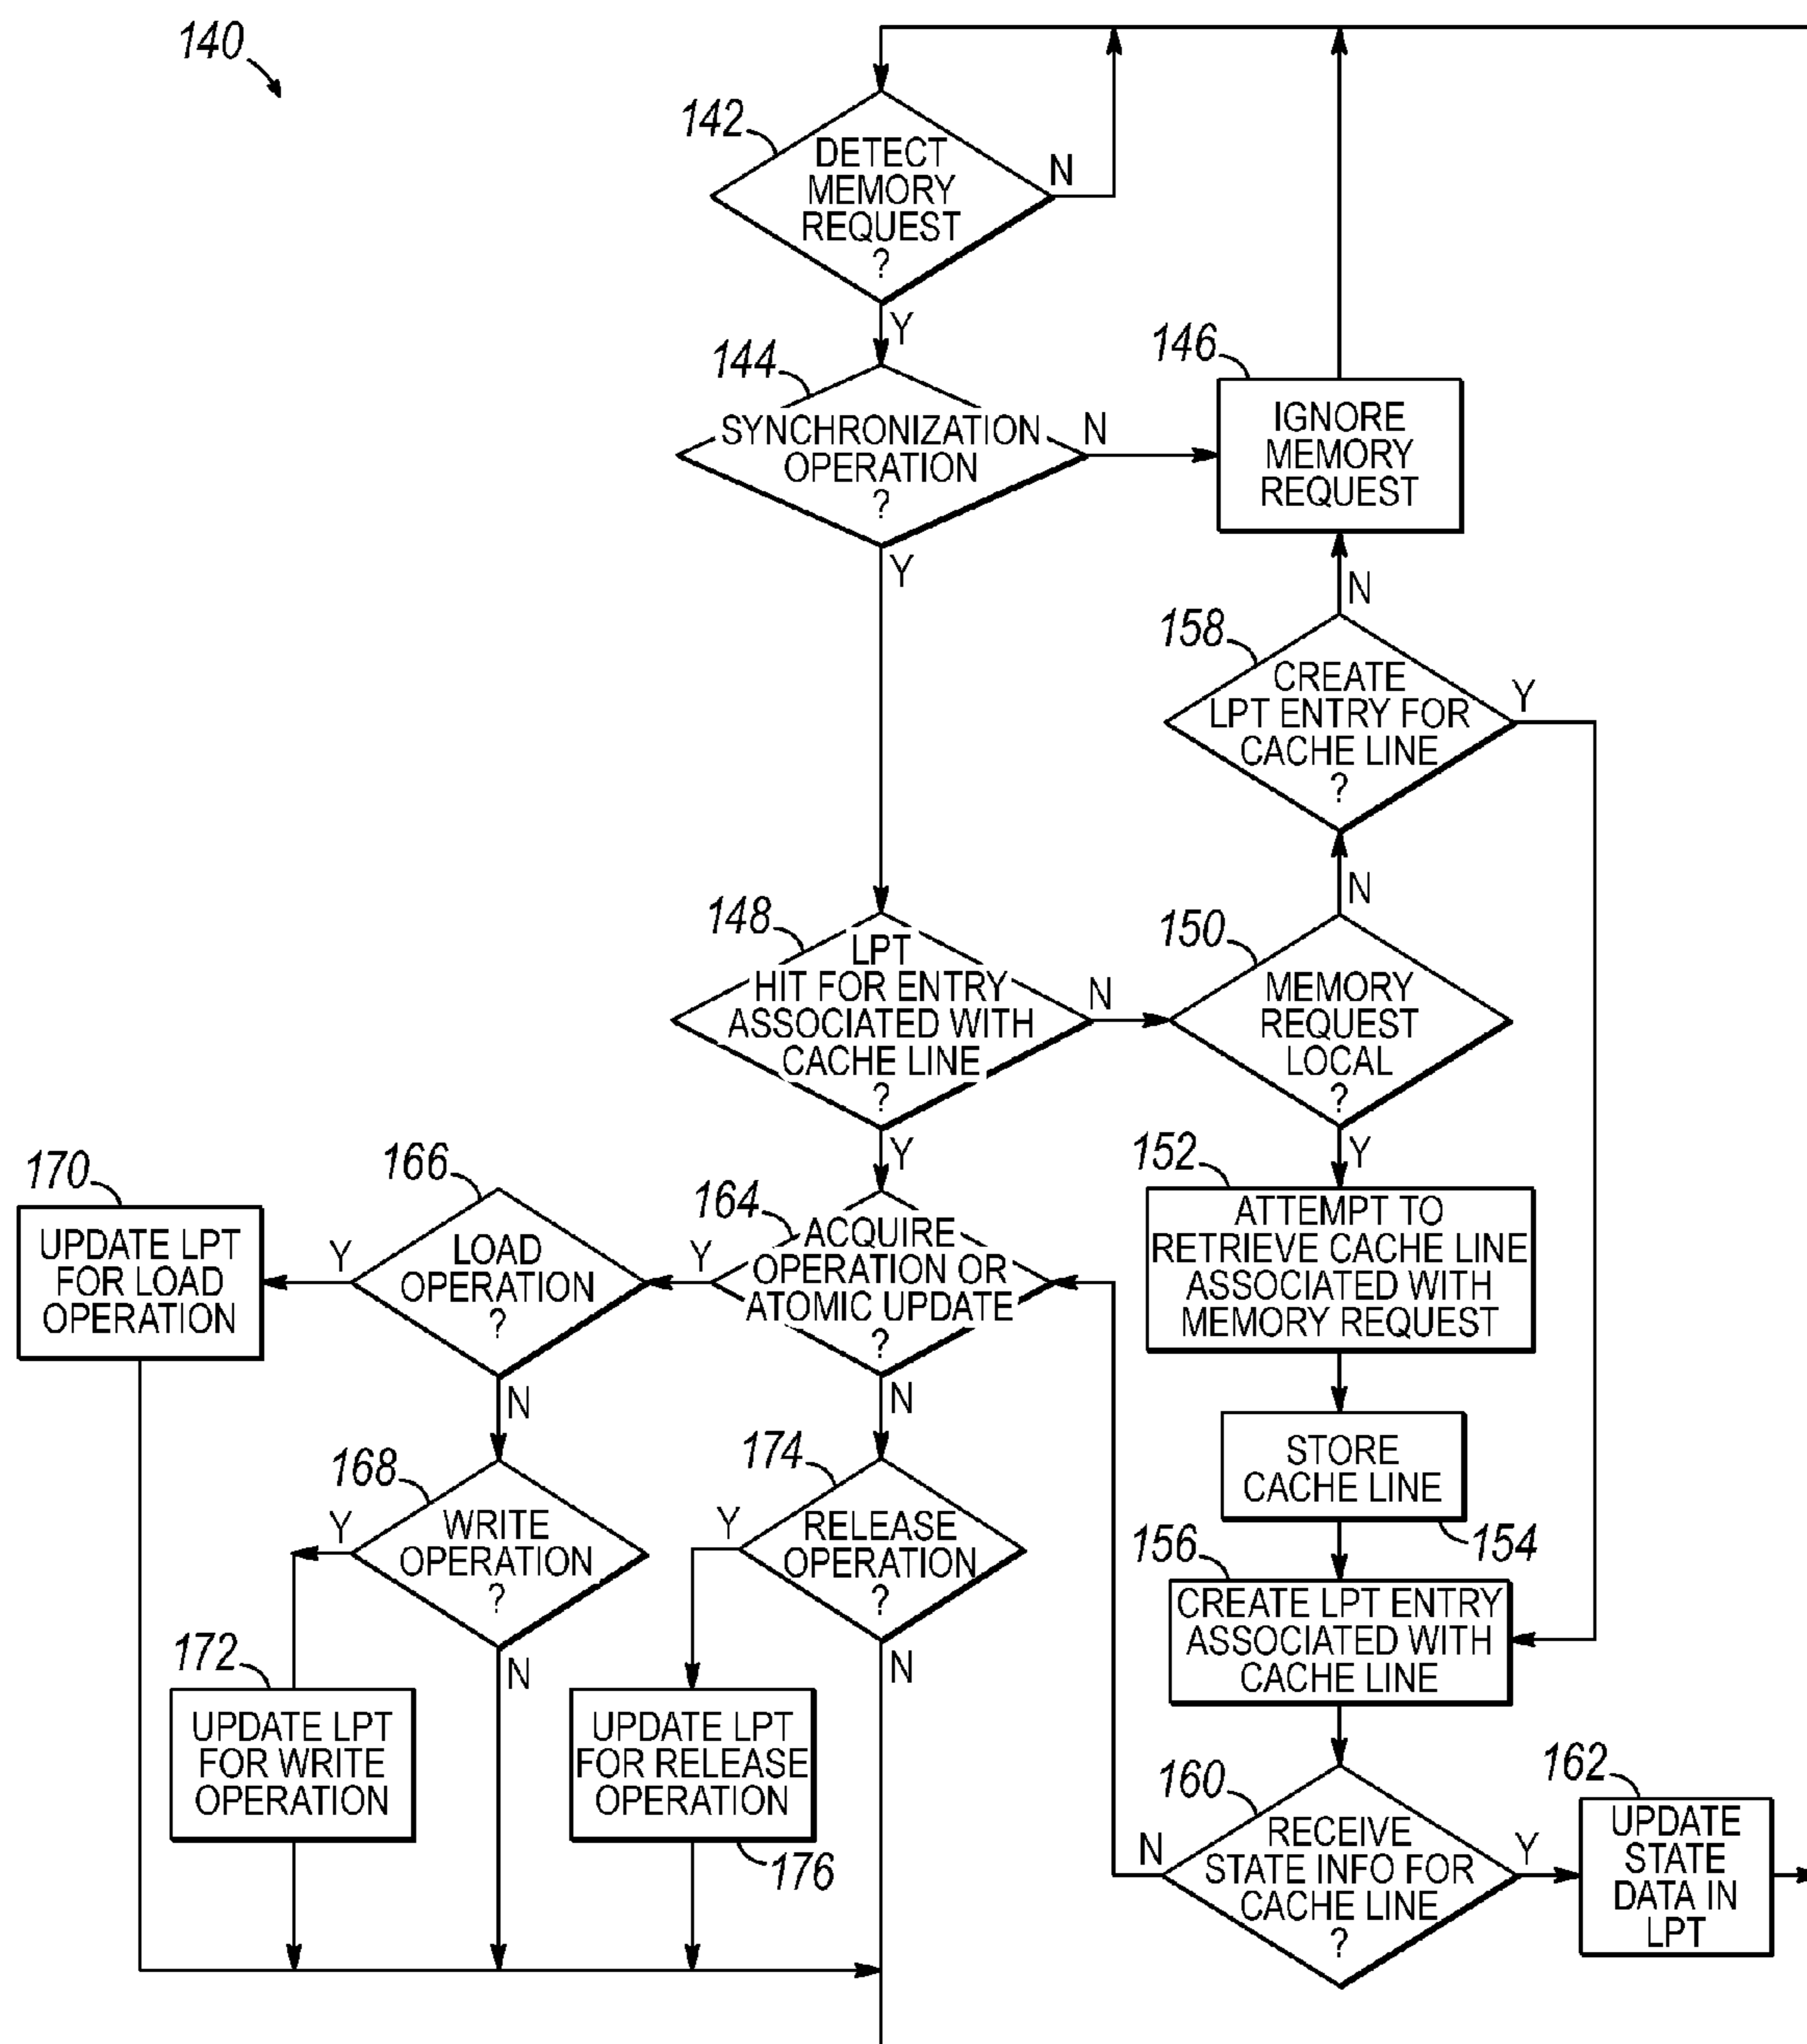 140
142
DETECT
MEMORY
REQUEST
?
N
Y
144
SYNCHRONIZATION
OPERATION
?
N
Y
146
IGNORE
MEMORY
REQUEST
N
158
CREATE
LPT ENTRY FOR
CACHE LINE
?
Y
N
148
LPT
HIT FOR ENTRY
ASSOCIATED WITH
CACHE LINE
?
N
Y
150
MEMORY
REQUEST
LOCAL
?
Y
152
ATTEMPT TO
RETRIEVE CACHE LINE
ASSOCIATED WITH
MEMORY REQUEST
STORE
CACHE LINE
154
156
CREATE LPT ENTRY
ASSOCIATED WITH
CACHE LINE
160
RECEIVE
STATE INFO FOR
CACHE LINE
?
N
Y
162
UPDATE
STATE
DATA IN
LPT
164
ACQUIRE
OPERATION OR
ATOMIC UPDATE
?
Y
N
166
LOAD
OPERATION
?
Y
N
170
UPDATE LPT
FOR LOAD
OPERATION
168
WRITE
OPERATION
?
Y
N
172
UPDATE LPT
FOR WRITE
OPERATION
174
RELEASE
OPERATION
?
Y
N
UPDATE LPT
FOR RELEASE
OPERATION
176